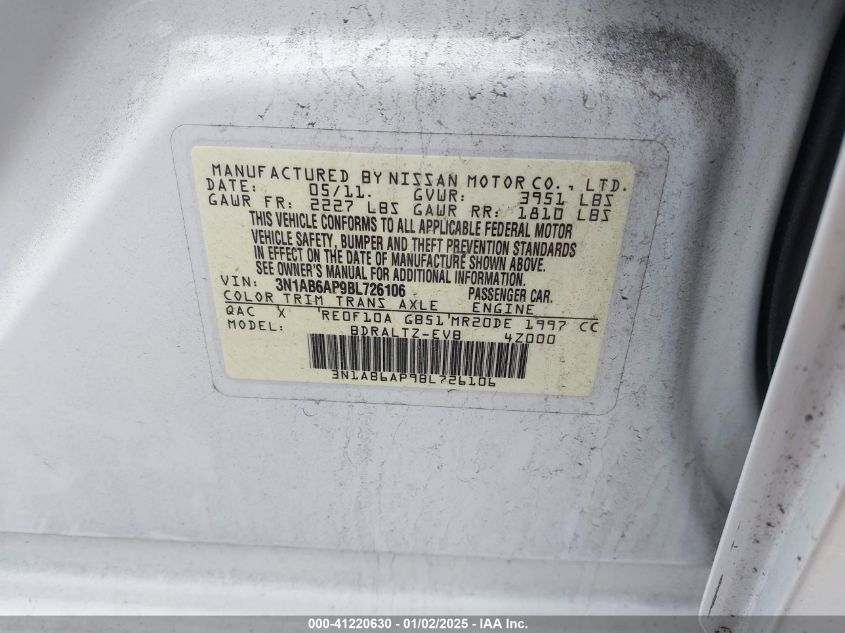 MANUFACTURED BY NISSAN MOTOR CO., LTD.
DATE: 05/11. GVWR: 3951 LBS
GAWR FR: 2227 LBS GAWR RR: 1810 LBS
THIS VEHICLE CONFORMS TO ALL APPLICABLE FEDERAL MOTOR
VEHICLE SAFETY, BUMPER AND THEFT PREVENTION STANDARDS
IN EFFECT ON THE DATE OF MANUFACTURE SHOWN ABOVE.
SEE OWNER'S MANUAL FOR ADDITIONAL INFORMATION.
VIN: 3N1AB6AP9BL726106 PASSENGER CAR.
COLOR TRIM TRANS AXLE ENGINE
QAC X 'RE0F10A GB51'MR20DE 1997 CC
MODEL: BDRALTZ-EVB 4Z000
3N1AB6AP9BL726106
000-41220630 - 01/02/2025 - IAA Inc.